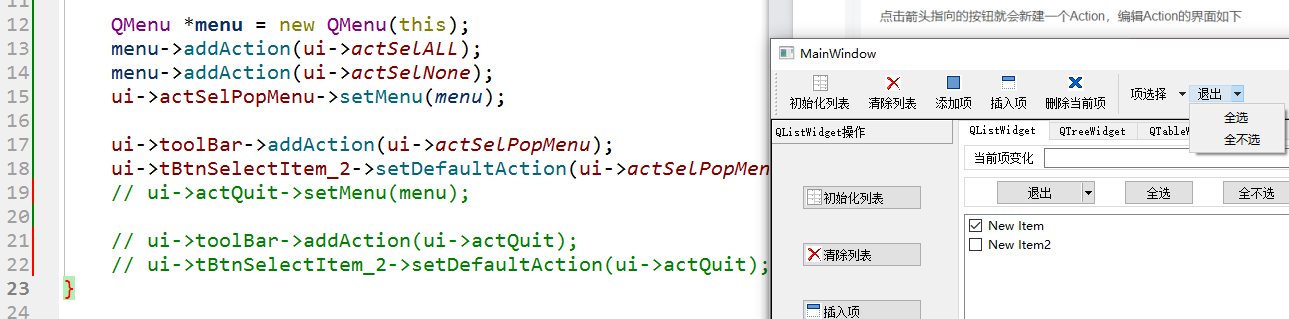 11
12 QMenu *menu = new QMenu(this);
13 menu->addAction(ui->actSelALL);
14 menu->addAction(ui->actSelNone);
15 ui->actSelPopMenu->setMenu(menu);
16
17 ui->toolBar->addAction(ui->actSelPopMenu);
18 ui->tBtnSelectItem_2->setDefaultAction(ui->actSelPopMen
19 // ui->actQuit->setMenu(menu);
20
21 // ui->toolBar->addAction(ui->actQuit);
22 // ui->tBtnSelectItem_2->setDefaultAction(ui->actQuit);
23 }
24
点击箭头指向的按钮就会新建一个Action，编辑Action的界面如下
MainWindow
初始化列表 清除列表 添加项 插入项 删除当前项 项选择 退出
全选
全不选
QListWidget操作
QListWidget QTreeWidget QTableW
当前项变化
退出 全选 全不选
初始化列表
New Item
New Item2
清除列表
插入项